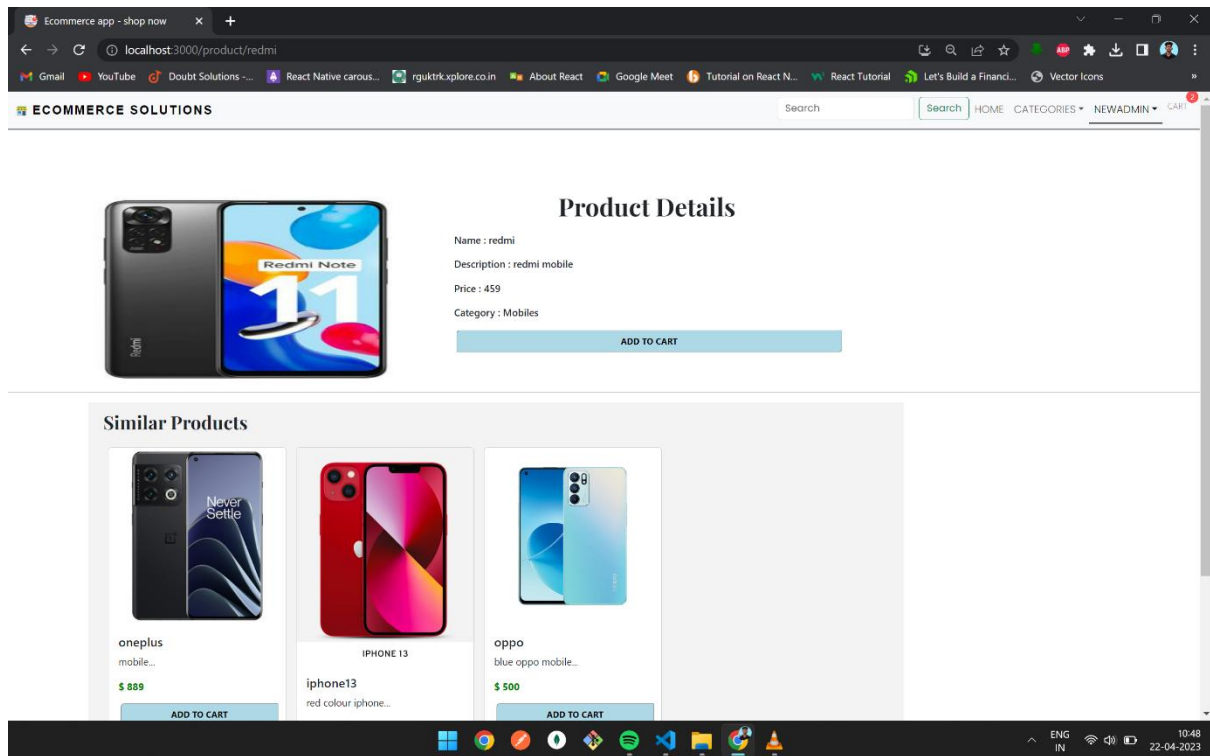 Ecommerce app - shop now
localhost:3000/product/redmi
ABP
Gmail YouTube Doubt Solutions -... React Native carous... rguktrk.xplore.co.in About React Google Meet Tutorial on React N... React Tutorial Let's Build a Financi... Vector Icons »
ECOMMERCE SOLUTIONS Search Search HOME CATEGORIES NEWADMIN CART 2
Product Details
Name : redmi
Description : redmi mobile
Price : 459
Category : Mobiles
ADD TO CART
Redmi Note
11
Redmi
Similar Products
Never
Settle
oneplus
mobile...
$ 889
ADD TO CART
IPHONE 13
iphone13
red colour iphone...
oppo
oppo
blue oppo mobile...
$ 500
ADD TO CART
ENG
IN
10:48
22-04-2023